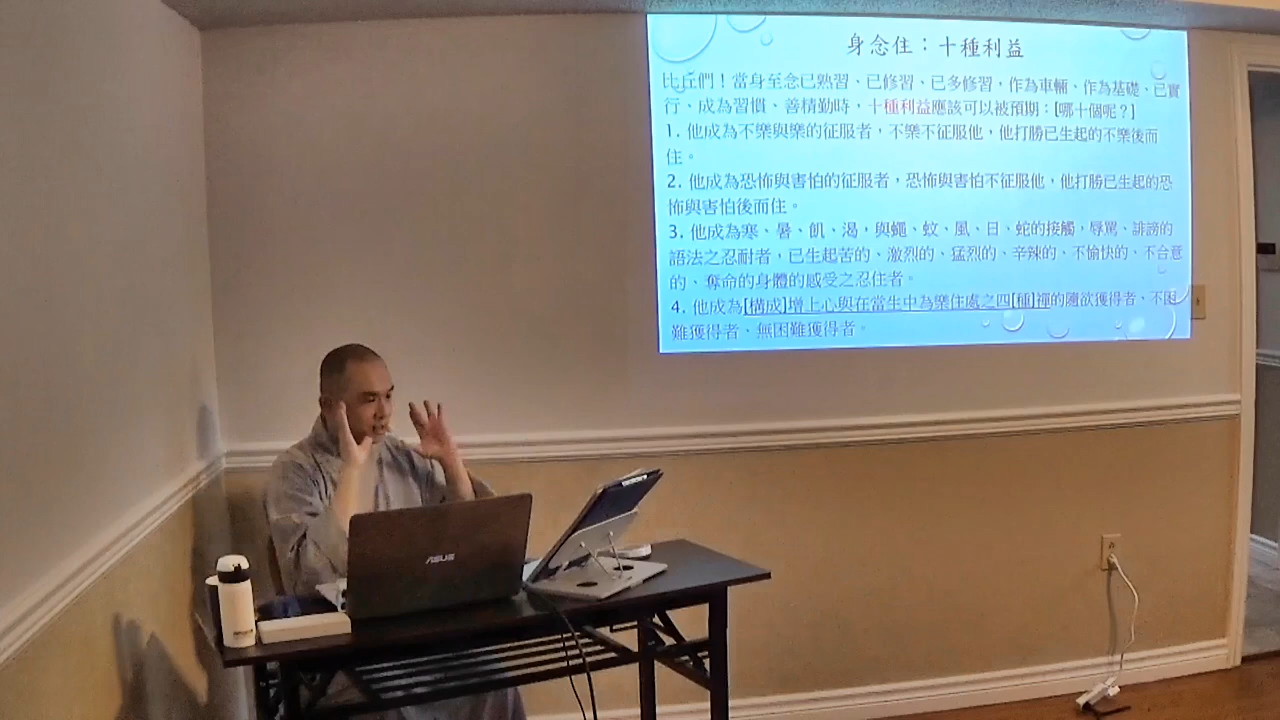 身念住：十種利益
比丘們！當身至念已熟習、已修習、已多修習，作為車輛、作為基礎、已實
行、成為習慣、善精勤時，十種利益應該可以被預期：[哪十個呢？]
1. 他成為不樂與樂的征服者，不樂不征服他，他打勝已生起的不樂後而
住。
2. 他成為恐怖與害怕的征服者，恐怖與害怕不征服他，他打勝已生起的恐
怖與害怕後而住。
3. 他成為寒、暑、飢、渴，與蠅、蚊、風、日、蛇的接觸，辱罵、誹謗的
語法之忍耐者，已生起苦的、激烈的、猛烈的、辛辣的、不愉快的、不合意
的、奪命的身體的感受之忍住者。
4. 他成為[構成]增上心與在當生中為樂住處之四[種]禪的隨欲獲得者、不困
難獲得者、無困難獲得者。
ASUS